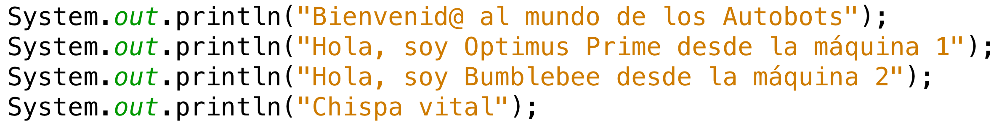 System.out.println("Bienvenid@ al mundo de los Autobots");
System.out.println("Hola, soy Optimus Prime desde la máquina 1");
System.out.println("Hola, soy Bumblebee desde la máquina 2");
System.out.println("Chispa vital");